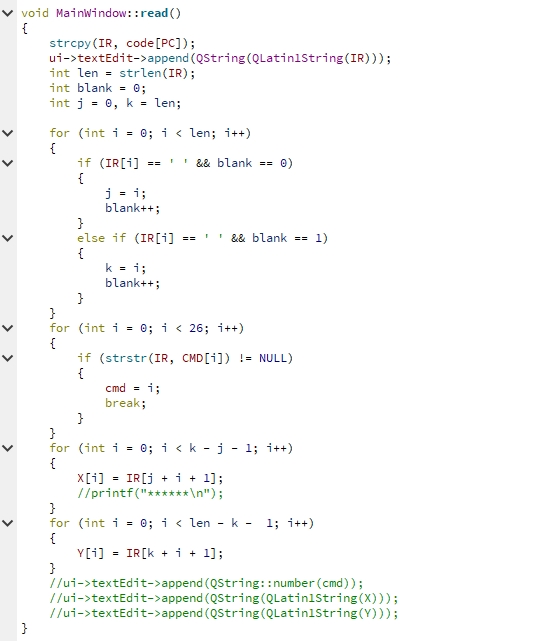 void MainWindow::read()
{
    strcpy(IR, code[PC]);
    ui->textEdit->append(QString(QLatin1String(IR)));
    int len = strlen(IR);
    int blank = 0;
    int j = 0, k = len;

    for (int i = 0; i < len; i++)
    {
        if (IR[i] == ' ' && blank == 0)
        {
            j = i;
            blank++;
        }
        else if (IR[i] == ' ' && blank == 1)
        {
            k = i;
            blank++;
        }
    }
    for (int i = 0; i < 26; i++)
    {
        if (strstr(IR, CMD[i]) != NULL)
        {
            cmd = i;
            break;
        }
    }
    for (int i = 0; i < k - j - 1; i++)
    {
        X[i] = IR[j + i + 1];
        //printf("******\n");
    }
    for (int i = 0; i < len - k -  1; i++)
    {
        Y[i] = IR[k + i + 1];
    }
    //ui->textEdit->append(QString::number(cmd));
    //ui->textEdit->append(QString(QLatin1String(X)));
    //ui->textEdit->append(QString(QLatin1String(Y)));
}